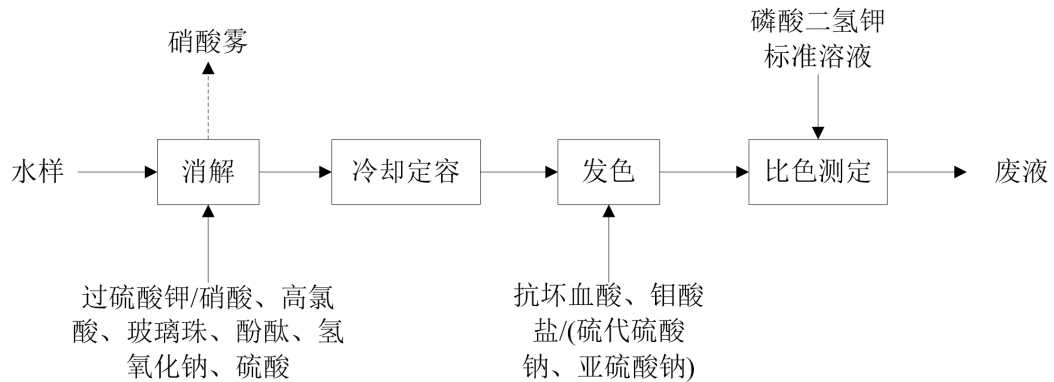 硝酸雾
磷酸二氢钾
标准溶液
水样
消解
冷却定容
发色
比色测定
废液
过硫酸钾/硝酸、高氯
酸、玻璃珠、酚酞、氢
氧化钠、硫酸
抗坏血酸、钼酸
盐/(硫代硫酸
钠、亚硫酸钠)